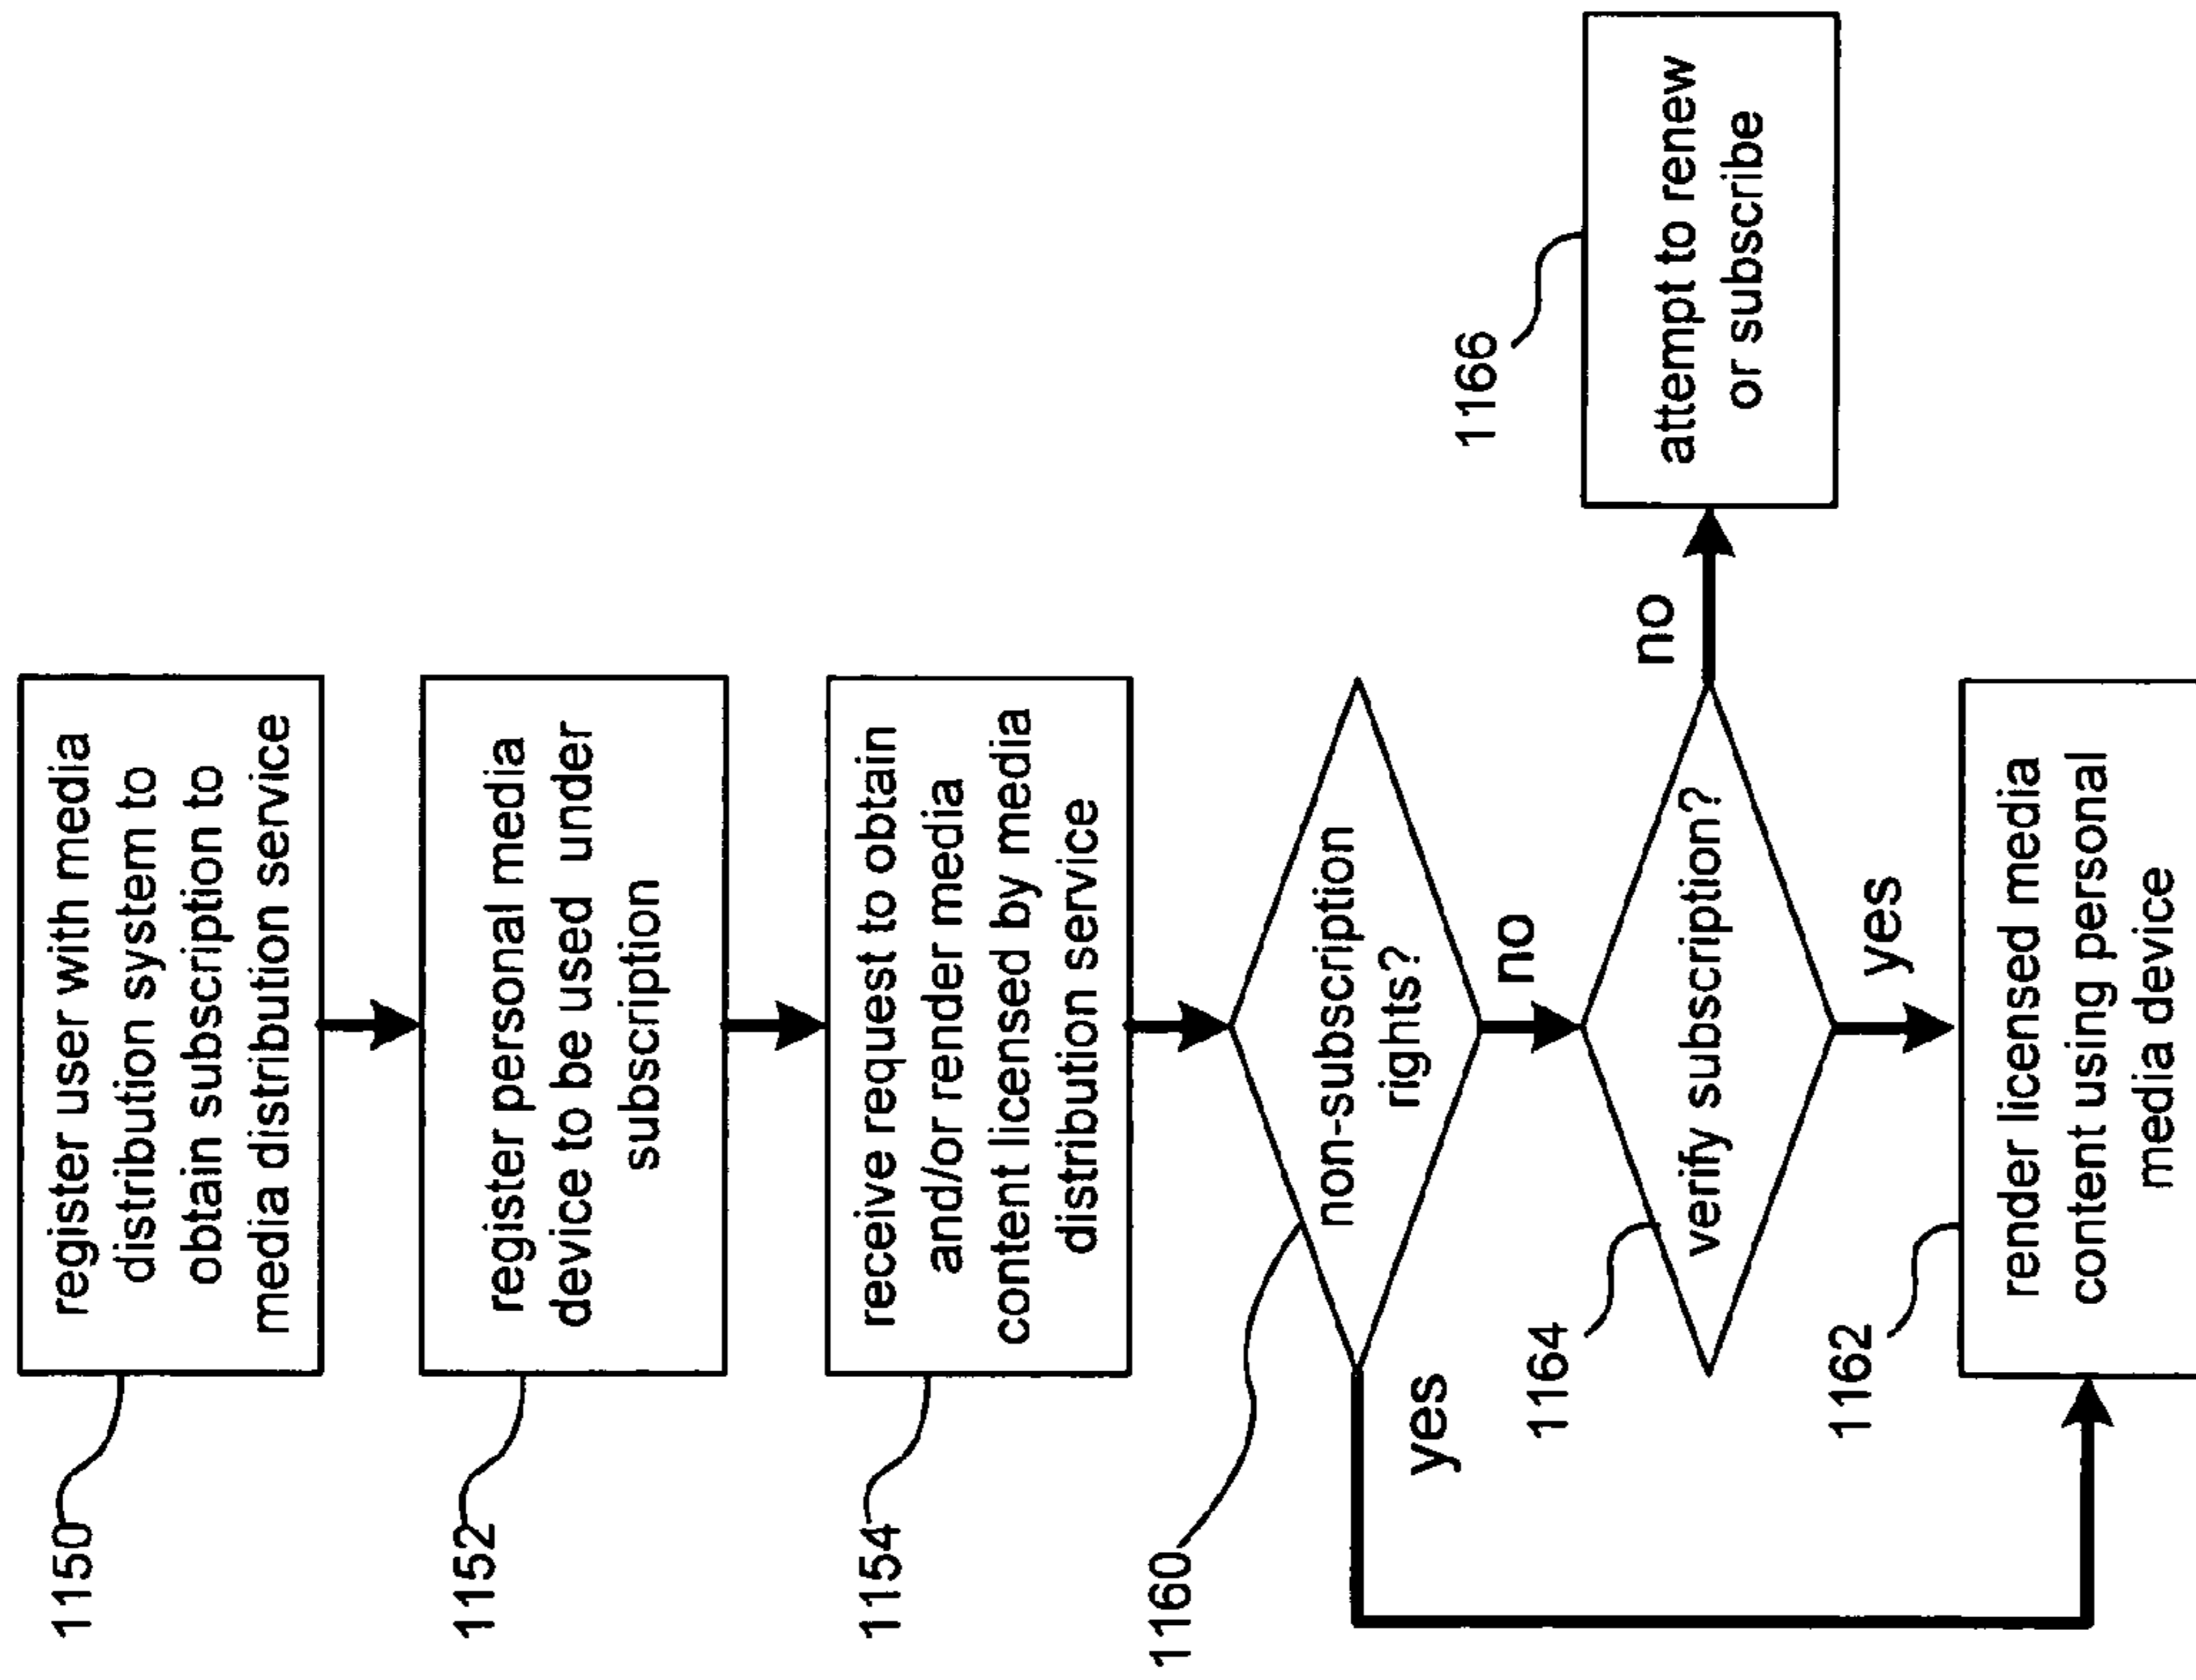 1150
register user with media
distribution system to
obtain subscription to
media distribution service
1152
register personal media
device to be used under
subscription
1154
receive request to obtain
and/or render media
content licensed by media
distribution service
1160
non-subscription
rights?
yes
no
1164
verify subscription?
no
1166
attempt to renew
or subscribe
yes
1162
render licensed media
content using personal
media device